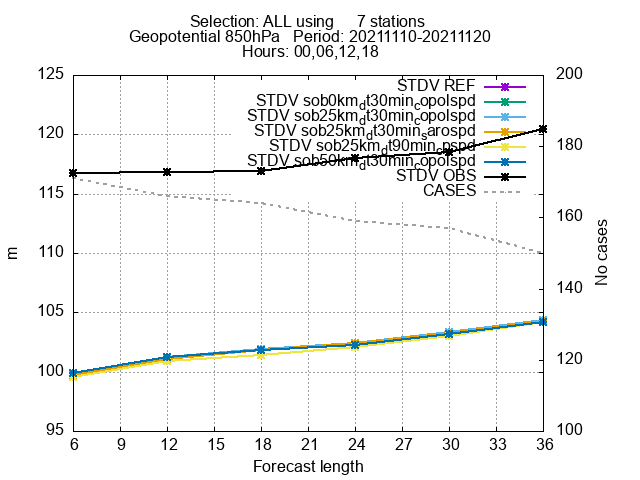 Selection: ALL using 7 stations
Geopotential 850hPa Period: 20211110-20211120
Hours: 00,06,12,18
125
120
115
110
105
100
95
200
180
160
140
120
100
6 9 12 15 18 21 24 27 30 33 36
m
No cases
Forecast length
STDV REF
STDV sob0km_dt30min_copolspd
STDV sob25km_dt30min_copolspd
STDV sob25km_dt30min_sarospd
STDV sob25km_dt90min_cpspd
STDV sob50km_dt30min_copolspd
STDV OBS
CASES